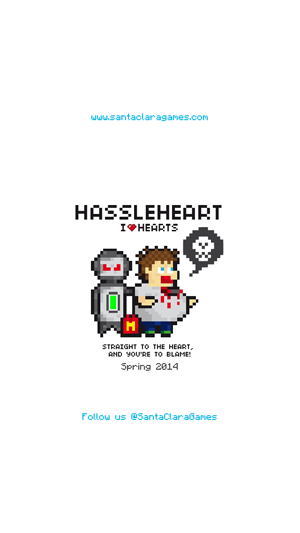 www.santaclaragames.com
HASSLEHEART
I❤HEARTS
STRAIGHT TO THE HEART,
AND YOU'RE TO BLAME!
Spring 2014
M
Follow us @SantaClaraGames